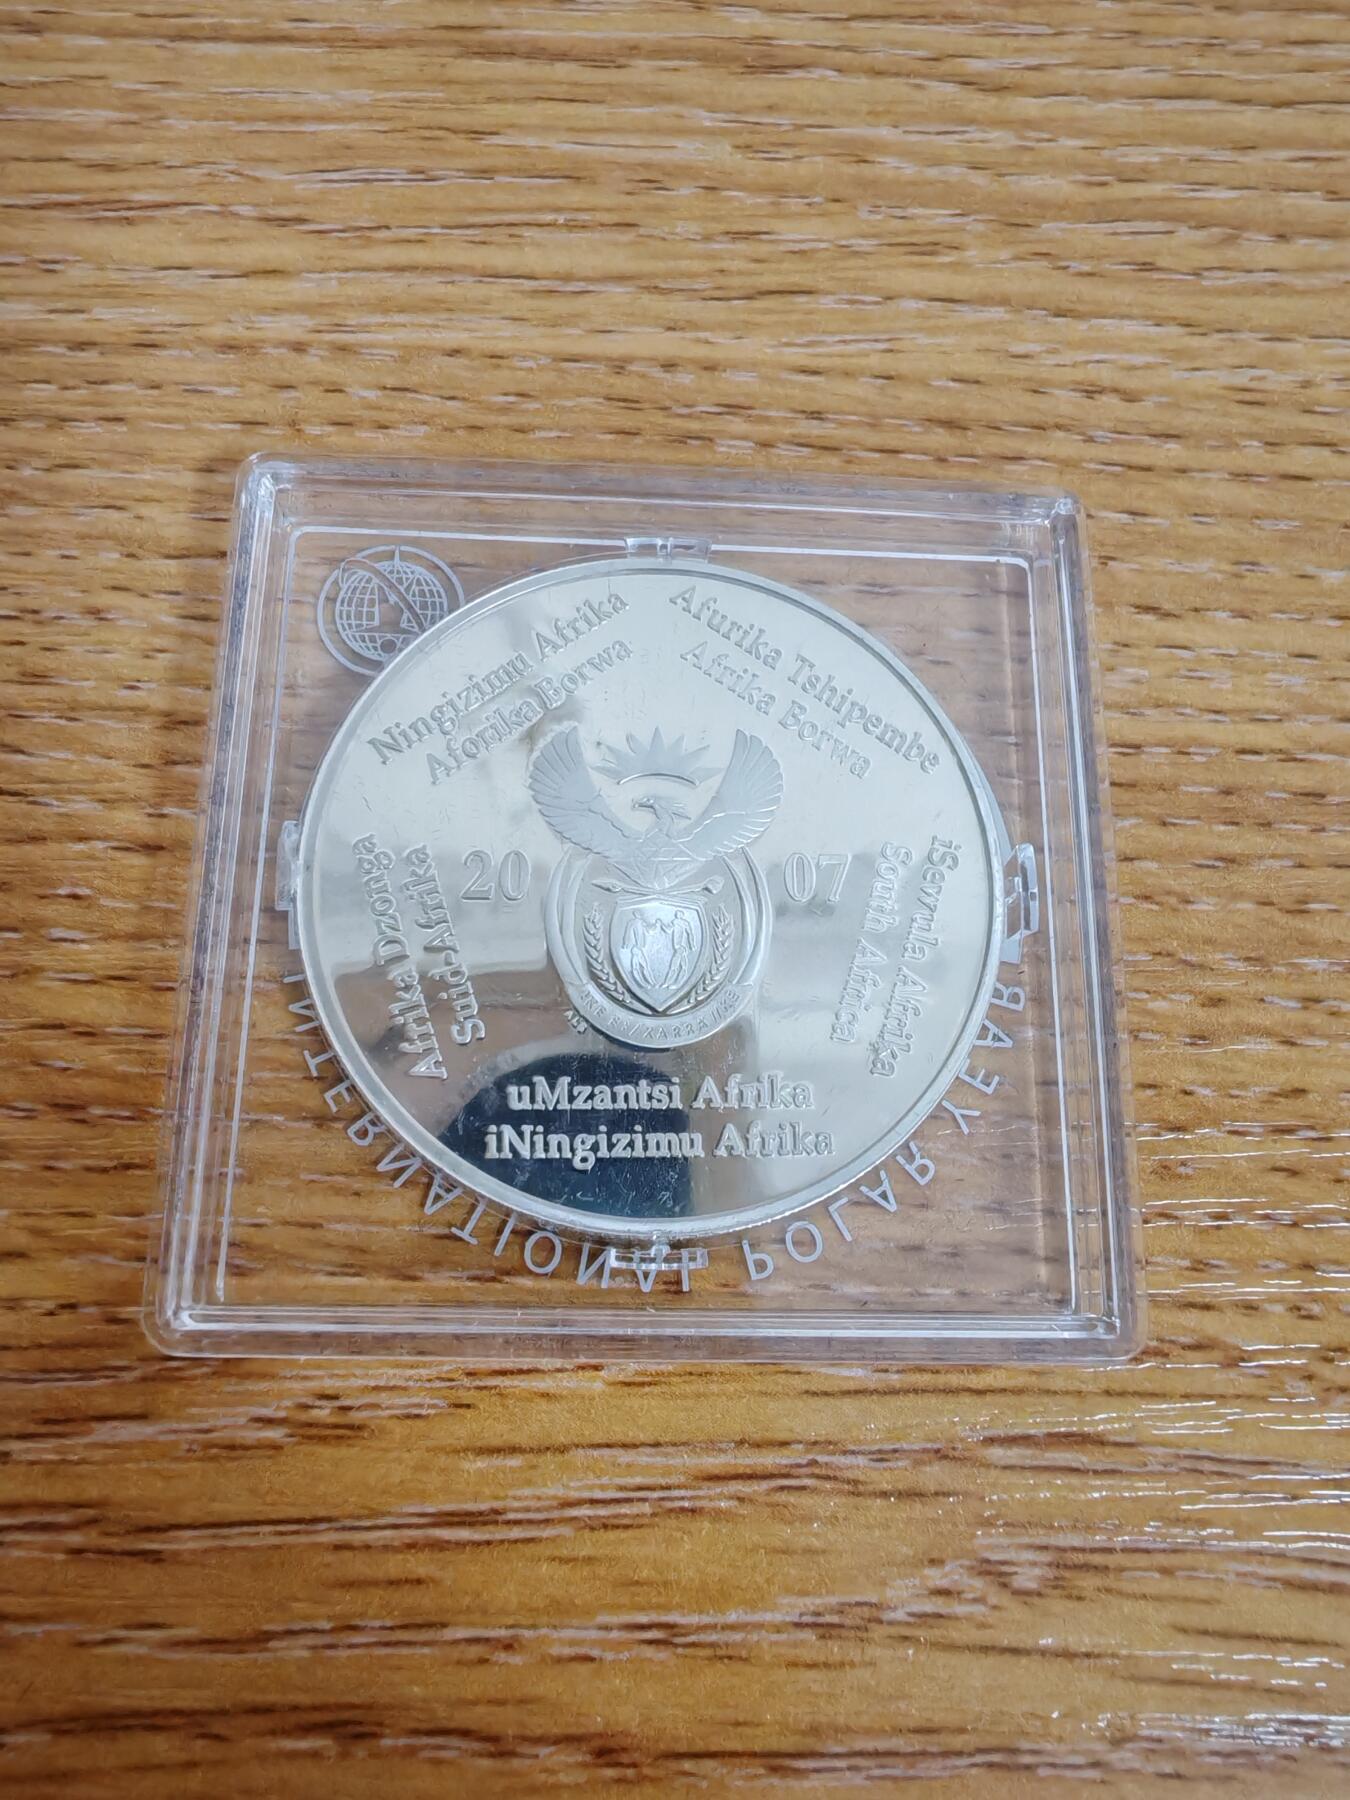 Ningizimu Afrika
Aforika Borwa
Afurika Tshipembe
Afrika Borwa
Afrika Dzonga
Suid-Afrika
20 07
iSewula Afrika
South Africa
uMzantsi Afrika
iNingizimu Afrika
INTERNATIONAL POLAR YEAR